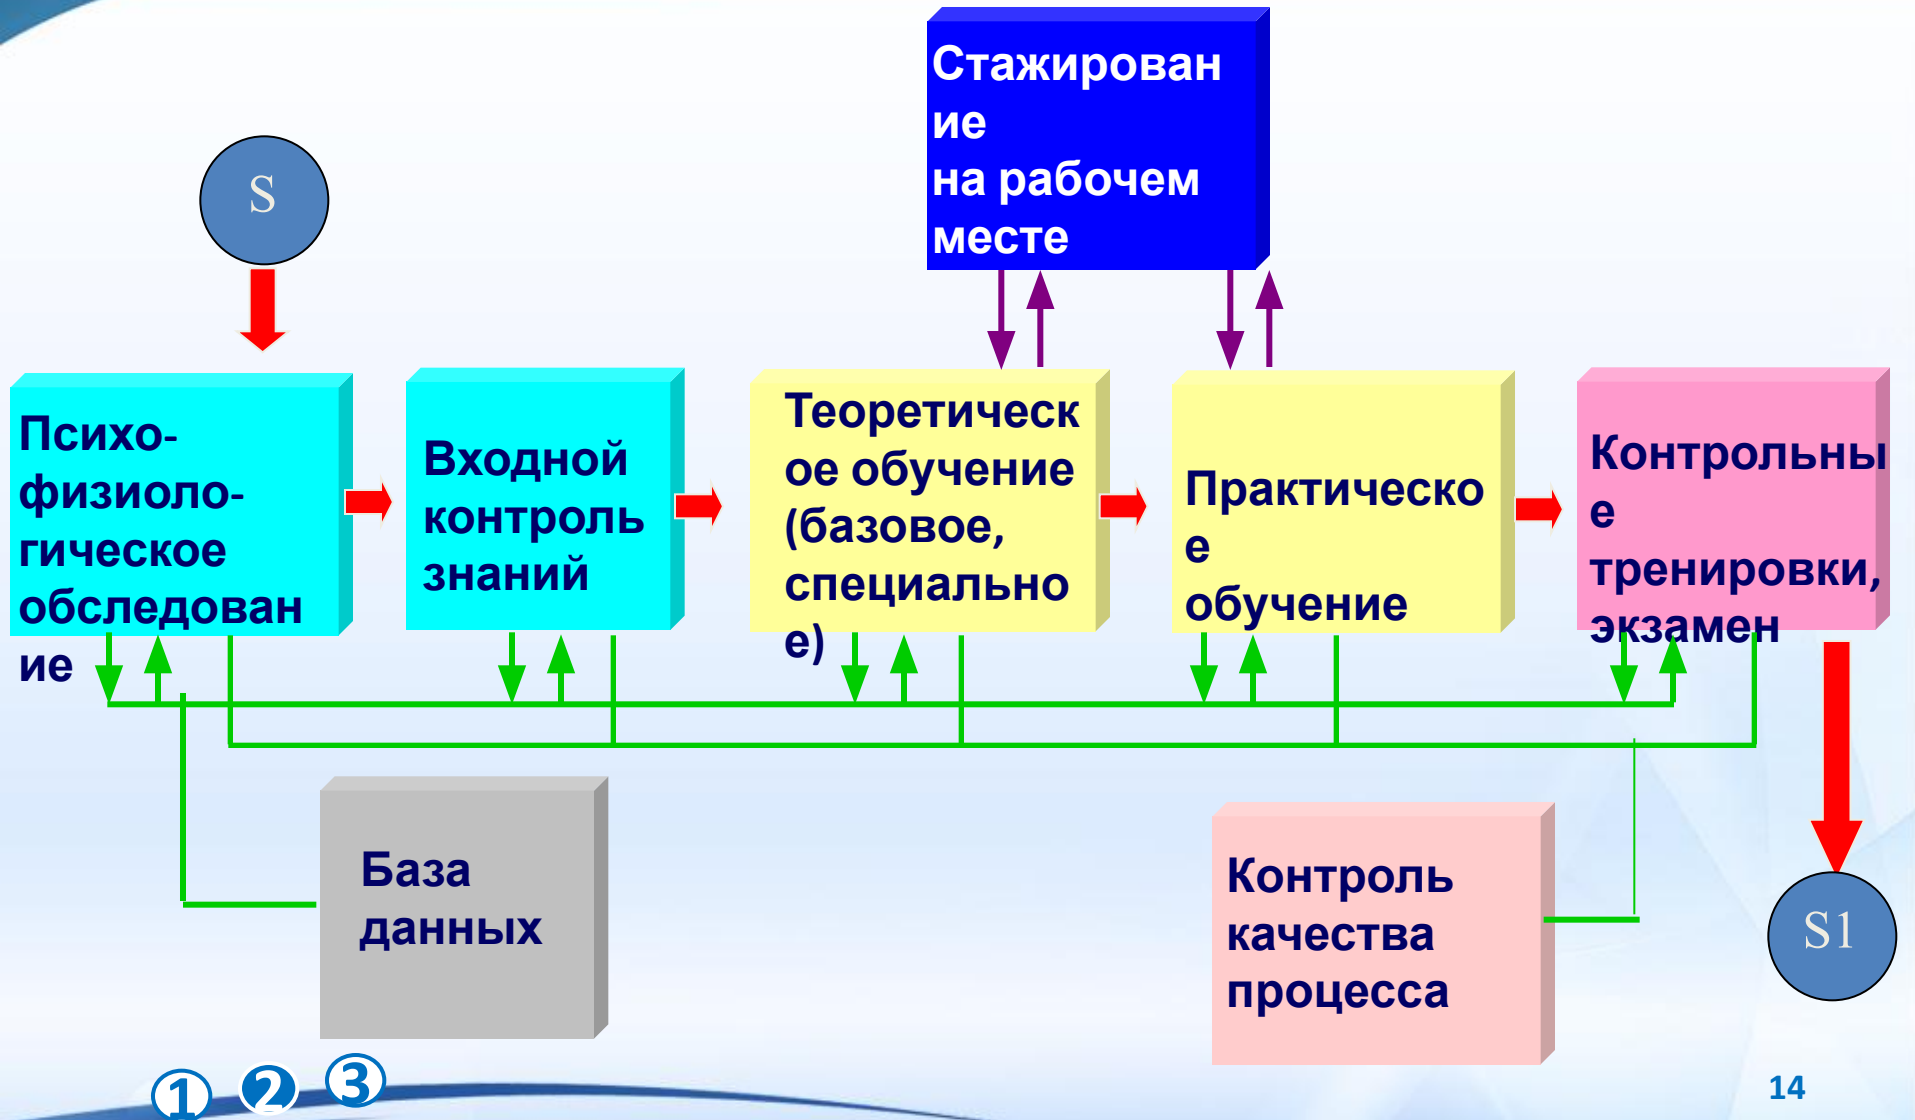 Стажирован
ие
на рабочем
месте
S
Психо-
физиоло-
гическое
обследован
ие
Входной
контроль
знаний
Теоретическ
ое обучение
(базовое,
специально
е)
Практическо
е
обучение
Контрольны
е
тренировки,
экзамен
База
данных
Контроль
качества
процесса
S1
1 2 3
14